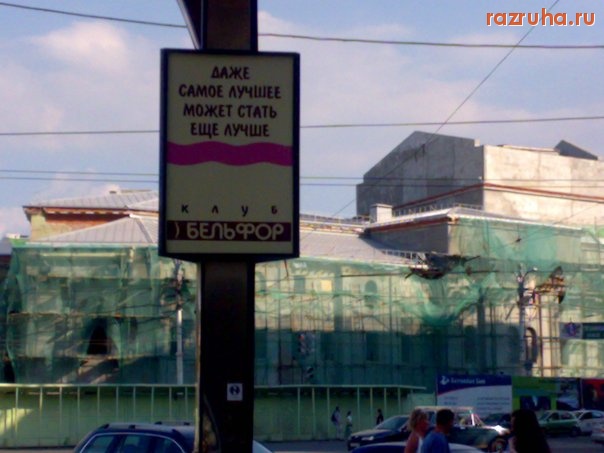 razruha.ru
ДАЖЕ
САМОЕ ЛУЧШЕЕ
МОЖЕТ СТАТЬ
ЕЩЕ ЛУЧШЕ
КЛУБ
БЕЛЬФОР